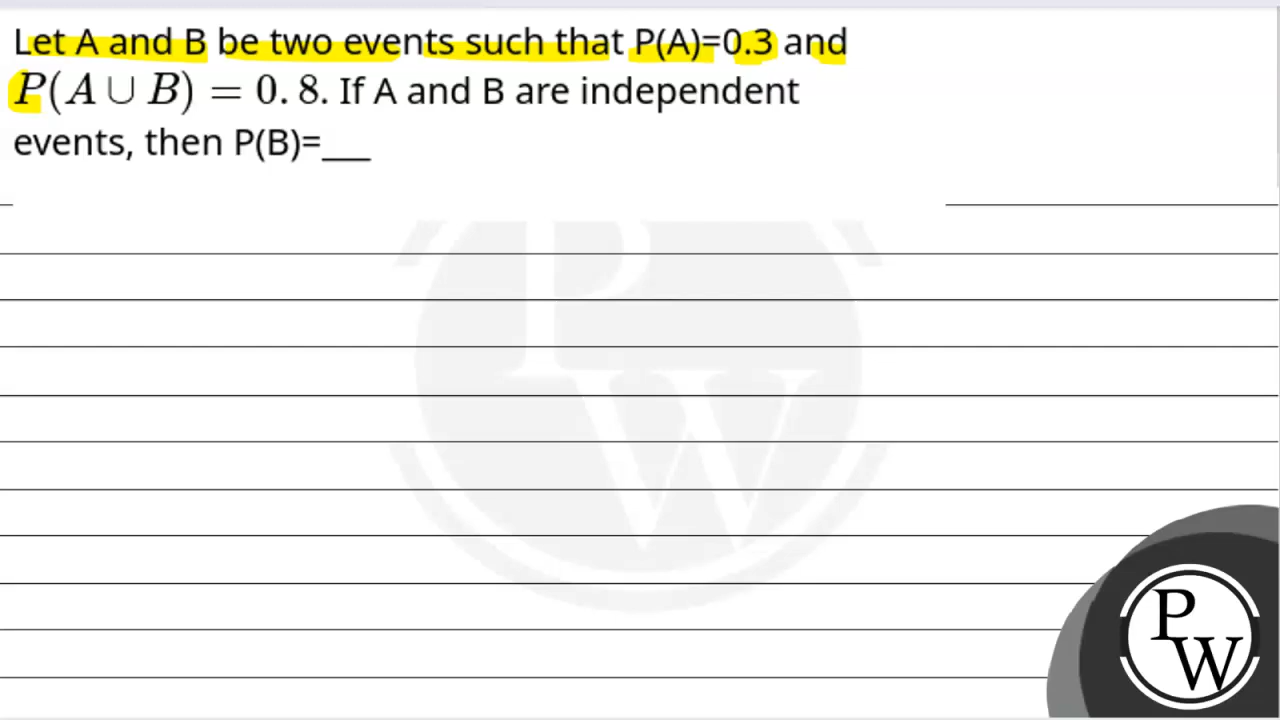 Let A and B be two events such that P(A)=0.3 and
P(A ∪ B) = 0.8. If A and B are independent
events, then P(B)=___
P
W
P
W